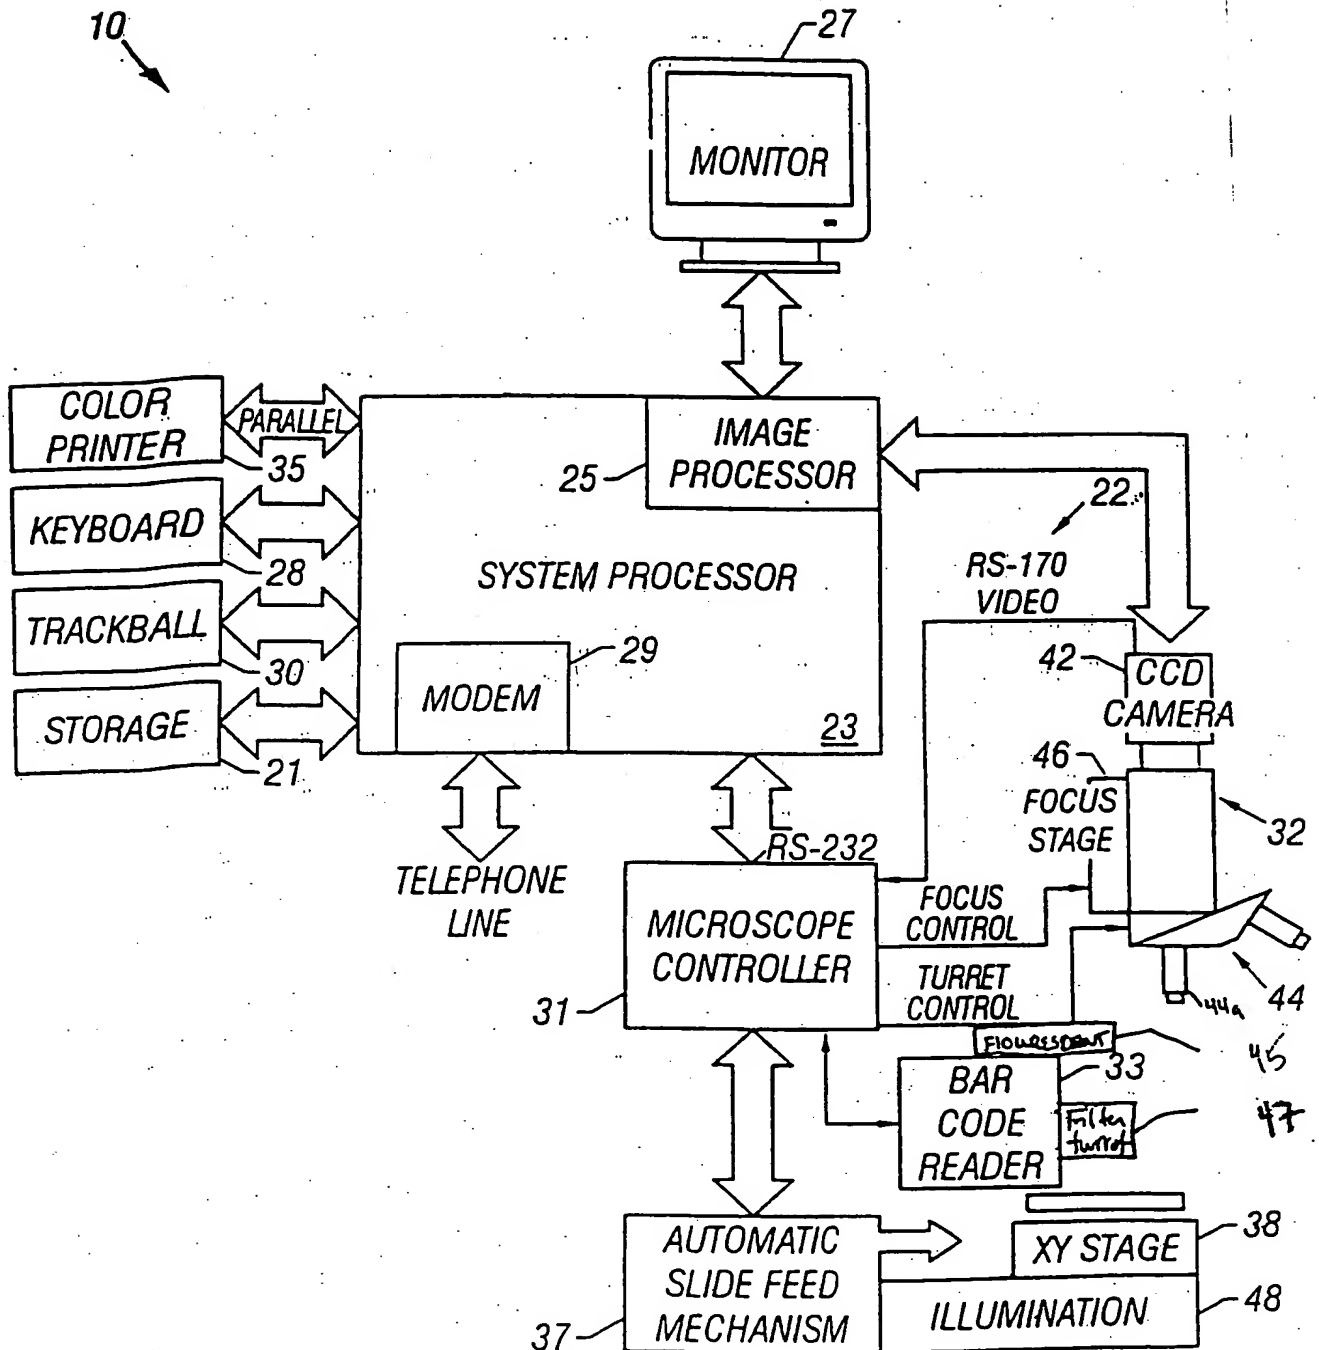 10
27
MONITOR
COLOR
PRINTER
PARALLEL
35
IMAGE
PROCESSOR
25
22
KEYBOARD
28
SYSTEM PROCESSOR
RS-170
VIDEO
TRACKBALL
30
29
MODEM
42
CCD
CAMERA
STORAGE
21
23
46
FOCUS
STAGE
32
TELEPHONE
LINE
RS-232
MICROSCOPE
CONTROLLER
31
FOCUS
CONTROL
TURRET
CONTROL
44a
44
FLOURESDENT
45
33
BAR
CODE
READER
Filter
turret
47
AUTOMATIC
SLIDE FEED
MECHANISM
37
XY STAGE
38
ILLUMINATION
48